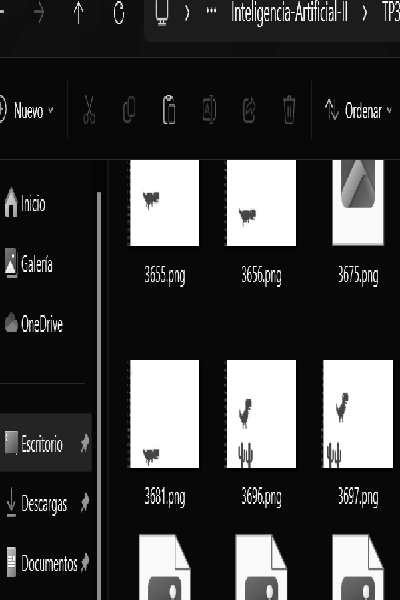 Inteligencia-Artificial-II > TP3
Nuevo
Ordenar
Inicio
Galería
OneDrive
Escritorio
Descargas
Documentos
3655.png 3656.png 3675.png
3681.png 3696.png 3697.png